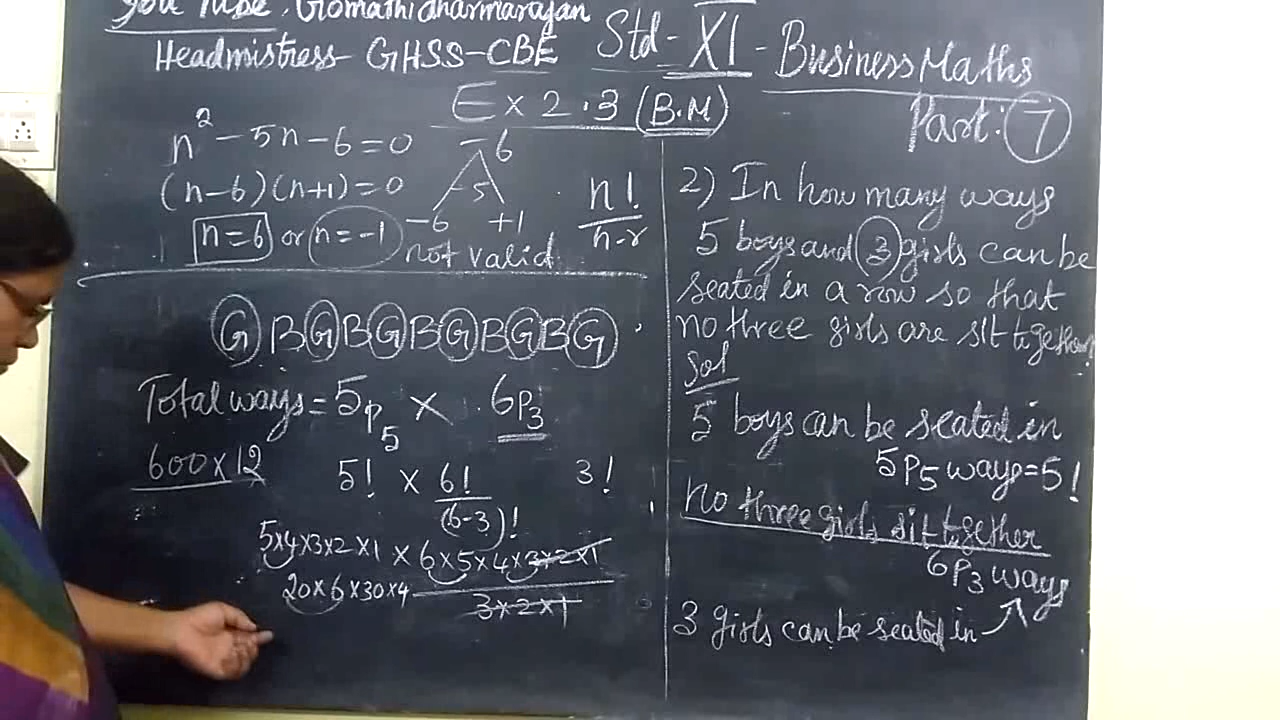 You Tube. Gomathidharmarajan
Headmistress- GHSS-CBE
Std - XI - Business Maths
Ex 2.3 (B.M)
Part: 7
n² - 5n - 6 = 0
(n-6)(n+1) = 0
n=6 or n=-1
not valid
-6
-5
-6 +1
n!
n-r
G B G B G B G B G B G
Total ways = 5P5 × 6P3
600 × 12
5! × 6!
(6-3)!
3!
5×4×3×2×1 × 6×5×4×3×2×1
20×6×30×4
3×2×1
2) In how many ways
5 boys and 3 girls can be
seated in a row so that
no three girls are sit together
Sol
5 boys can be seated in
5P5 ways = 5!
no three girls sit together
6P3 ways
3 girls can be seated in